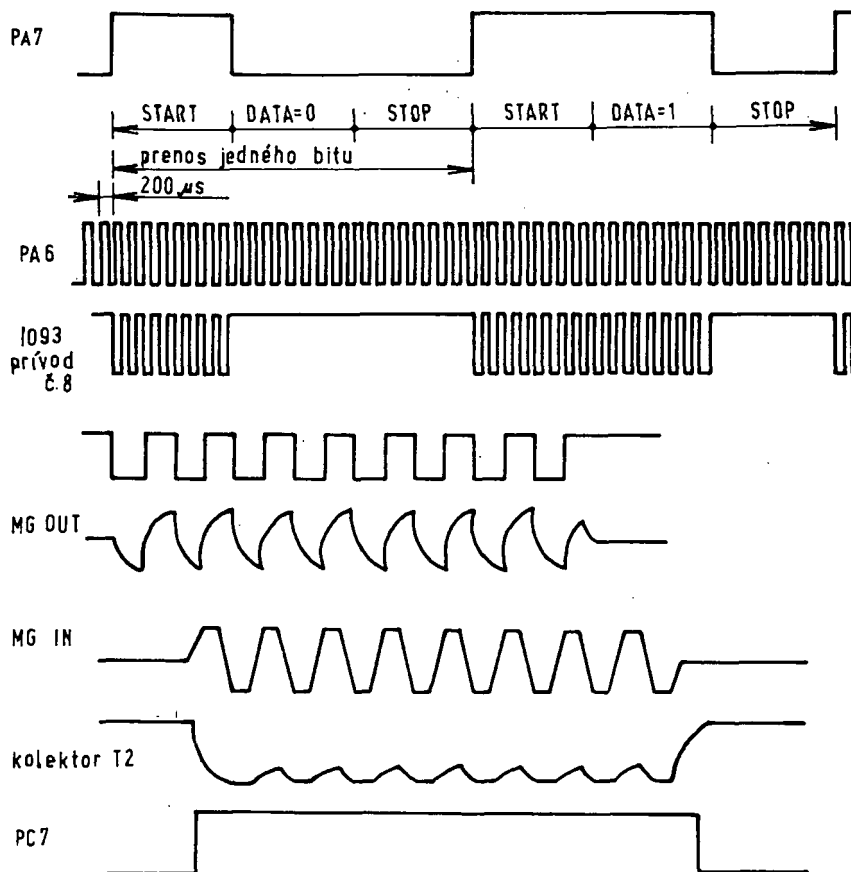 PA7
START DATA=0 STOP START DATA=1 STOP
prenos jedného bitu
200 µs
PA6
IO93
prívod
č.8
MG OUT
MG IN
kolektor T2
PC7